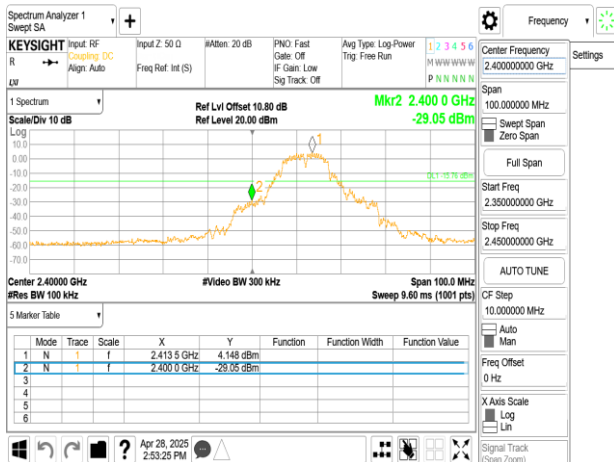 Spectrum Analyzer 1
Swept SA
+
Frequency
KEYSIGHT
R
LXI
Input: RF
Coupling: DC
Align: Auto
Input Z: 50 Ω
Freq Ref: Int (S)
#Atten: 20 dB
PNO: Fast
Gate: Off
IF Gain: Low
Sig Track: Off
Avg Type: Log-Power
Trig: Free Run
1 2 3 4 5 6
M W W W W W
P N N N N N
Center Frequency
2.400000000 GHz
Settings
1 Spectrum
Scale/Div 10 dB
Ref Lvl Offset 10.80 dB
Ref Level 20.00 dBm
Mkr2 2.400 0 GHz
-29.05 dBm
Span
100.000000 MHz
Swept Span
Zero Span
Full Span
Start Freq
2.350000000 GHz
Stop Freq
2.450000000 GHz
AUTO TUNE
CF Step
10.000000 MHz
Auto
Man
Freq Offset
0 Hz
X Axis Scale
Log
Lin
Signal Track
(Span Zoom)
Log
10.0
0.00
-10.0
-20.0
-30.0
-40.0
-50.0
-60.0
-70.0
1
2
DL1 -15.76 dBm
Center 2.40000 GHz
#Res BW 100 kHz
#Video BW 300 kHz
Span 100.0 MHz
Sweep 9.60 ms (1001 pts)
5 Marker Table
Mode Trace Scale X Y Function Function Width Function Value
1 N 1 f 2.413 5 GHz 4.148 dBm
2 N 1 f 2.400 0 GHz -29.05 dBm
3
4
5
6
?
Apr 28, 2025
2:53:25 PM